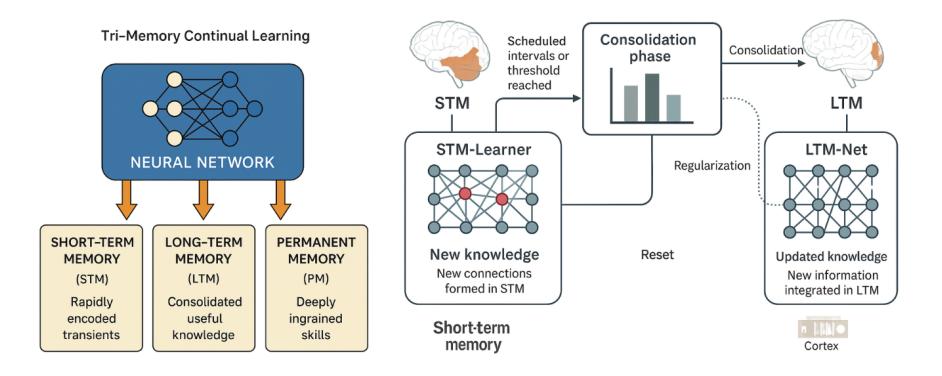 Tri–Memory Continual Learning
NEURAL NETWORK
SHORT–TERM
MEMORY
(STM)
Rapidly
encoded
transients
LONG–TERM
MEMORY
(LTM)
Consolidated
useful
knowledge
PERMANENT
MEMORY
(PM)
Deeply
ingrained
skills
STM
Scheduled
intervals or
threshold
reached
Consolidation
phase
Consolidation
LTM
STM-Learner
New knowledge
New connections
formed in STM
Short-term
memory
Regularization
Reset
LTM-Net
Updated knowledge
New information
integrated in LTM
Cortex